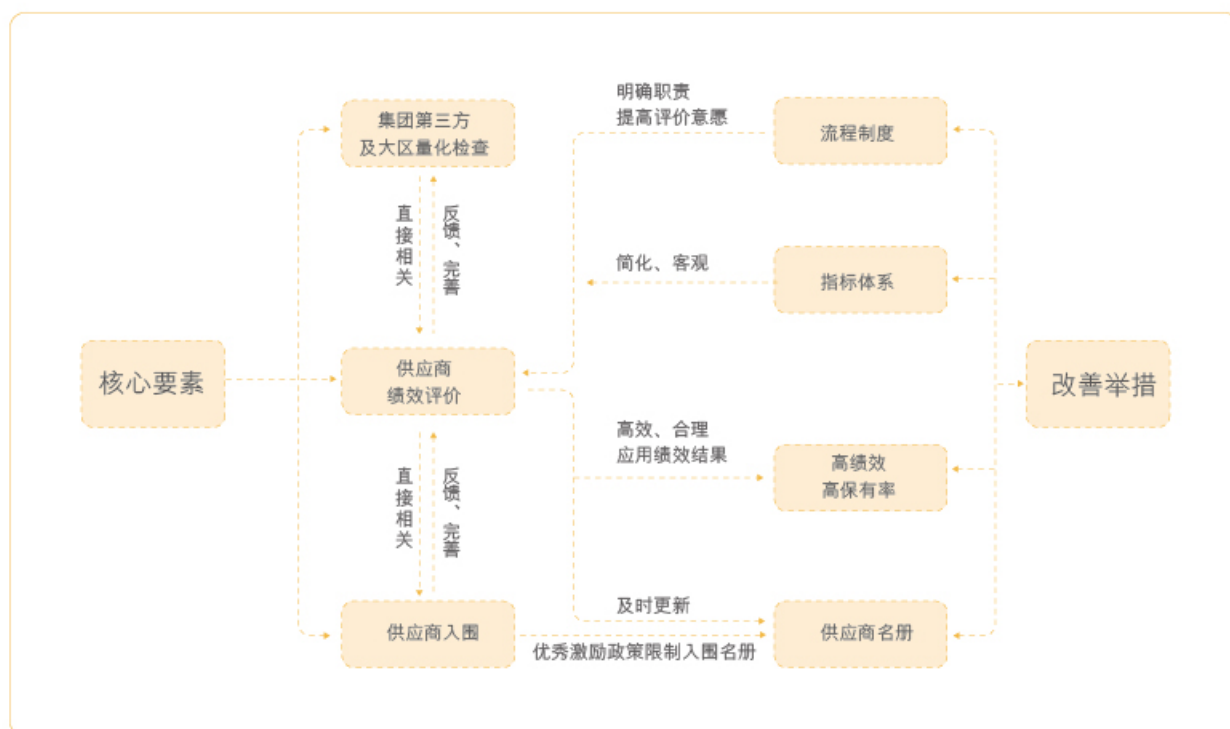 核心要素
集团第三方
及大区量化检查
直接相关
反馈、完善
供应商
绩效评价
直接相关
反馈、完善
供应商入围
明确职责
提高评价意愿
简化、客观
高效、合理
应用绩效结果
及时更新
优秀激励政策限制入围名册
流程制度
指标体系
高绩效
高保有率
供应商名册
改善举措